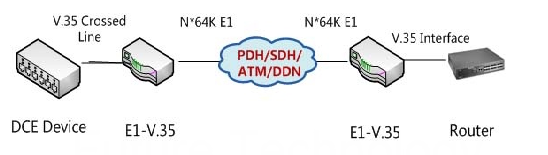 V.35 Crossed
Line
N*64K E1
N*64K E1
V.35 Interface
PDH/SDH/
ATM/DDN
DCE Device
E1-V.35
E1-V.35
Router